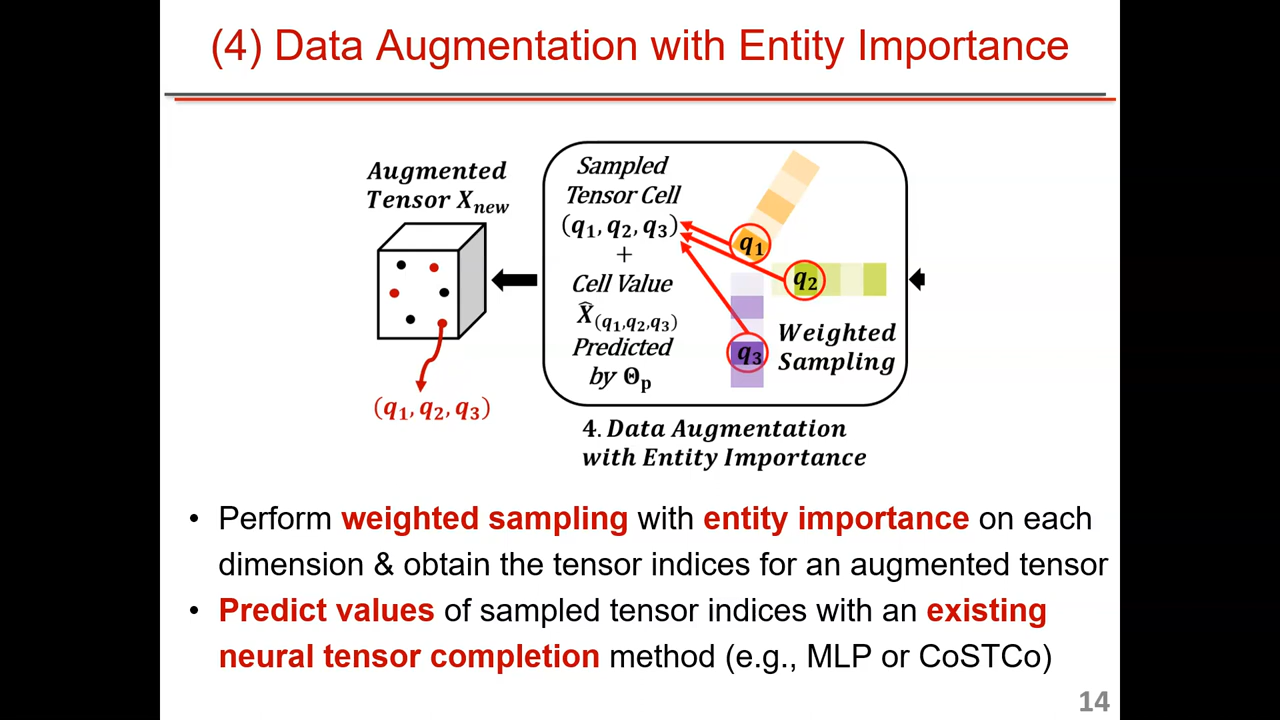 (4) Data Augmentation with Entity Importance
Augmented
Tensor X_new
(q₁, q₂, q₃)
Sampled
Tensor Cell
(q₁, q₂, q₃)
+
Cell Value
X̂_(q₁,q₂,q₃)
Predicted
by Θₚ
q₁
q₂
q₃
Weighted
Sampling
4. Data Augmentation
with Entity Importance
• Perform weighted sampling with entity importance on each
dimension & obtain the tensor indices for an augmented tensor
• Predict values of sampled tensor indices with an existing
neural tensor completion method (e.g., MLP or CoSTCo)
14